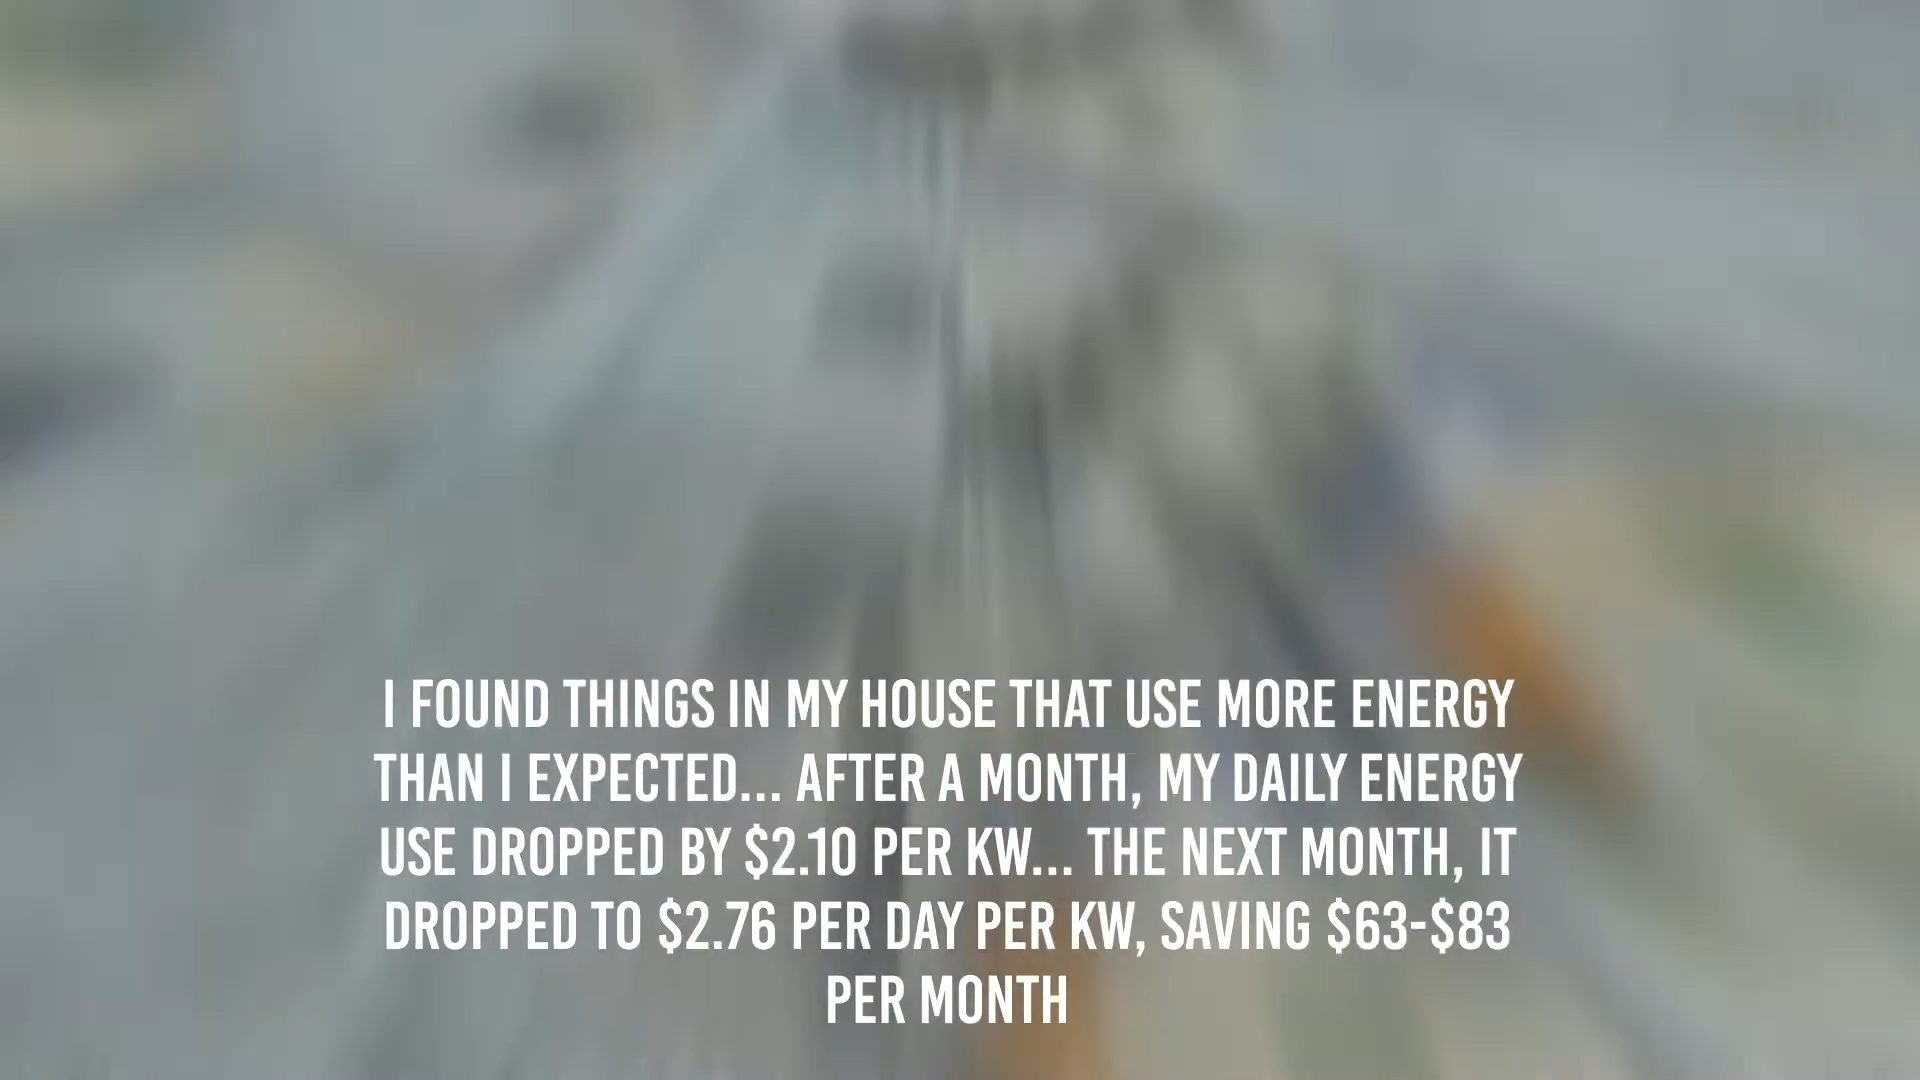 I FOUND THINGS IN MY HOUSE THAT USE MORE ENERGY
THAN I EXPECTED... AFTER A MONTH, MY DAILY ENERGY
USE DROPPED BY $2.10 PER KW... THE NEXT MONTH, IT
DROPPED TO $2.76 PER DAY PER KW, SAVING $63-$83
PER MONTH